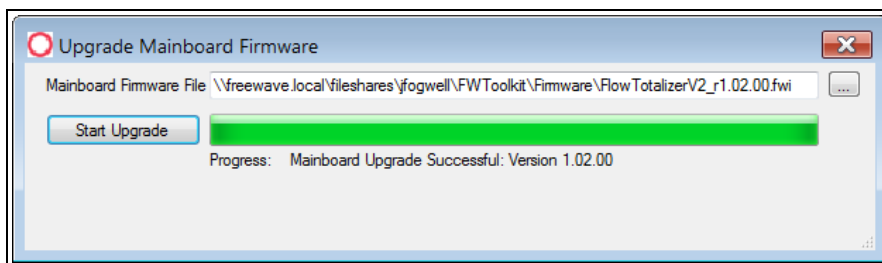 Upgrade Mainboard Firmware
Mainboard Firmware File \\freewave.local\fileshares\jfogwell\FWToolkit\Firmware\FlowTotalizerV2_r1.02.00.fwi ...
Start Upgrade
Progress: Mainboard Upgrade Successful: Version 1.02.00